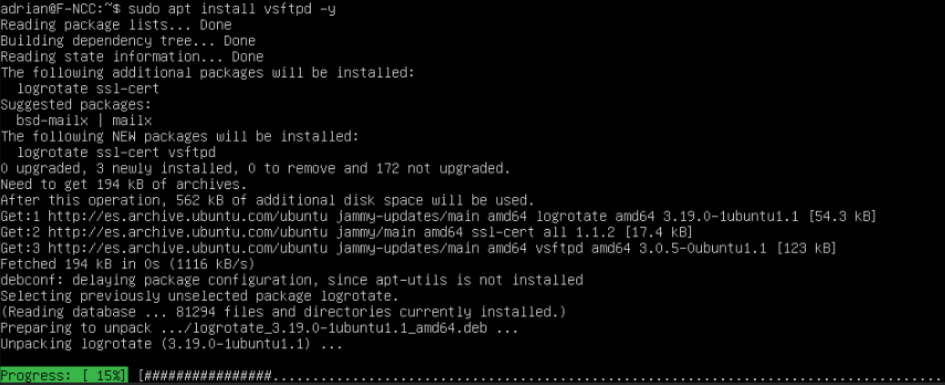 adrian@F-NCC:~$ sudo apt install vsftpd -y
Reading package lists... Done
Building dependency tree... Done
Reading state information... Done
The following additional packages will be installed:
  logrotate ssl-cert
Suggested packages:
  bsd-mailx | mailx
The following NEW packages will be installed:
  logrotate ssl-cert vsftpd
0 upgraded, 3 newly installed, 0 to remove and 172 not upgraded.
Need to get 194 kB of archives.
After this operation, 562 kB of additional disk space will be used.
Get:1 http://es.archive.ubuntu.com/ubuntu jammy-updates/main amd64 logrotate amd64 3.19.0-1ubuntu1.1 [54.3 kB]
Get:2 http://es.archive.ubuntu.com/ubuntu jammy/main amd64 ssl-cert all 1.1.2 [17.4 kB]
Get:3 http://es.archive.ubuntu.com/ubuntu jammy-updates/main amd64 vsftpd amd64 3.0.5-0ubuntu1.1 [123 kB]
Fetched 194 kB in 0s (1116 kB/s)
debconf: delaying package configuration, since apt-utils is not installed
Selecting previously unselected package logrotate.
(Reading database ... 81294 files and directories currently installed.)
Preparing to unpack .../logrotate_3.19.0-1ubuntu1.1_amd64.deb ...
Unpacking logrotate (3.19.0-1ubuntu1.1) ...
Progress: [ 15%] [################......................................................................................